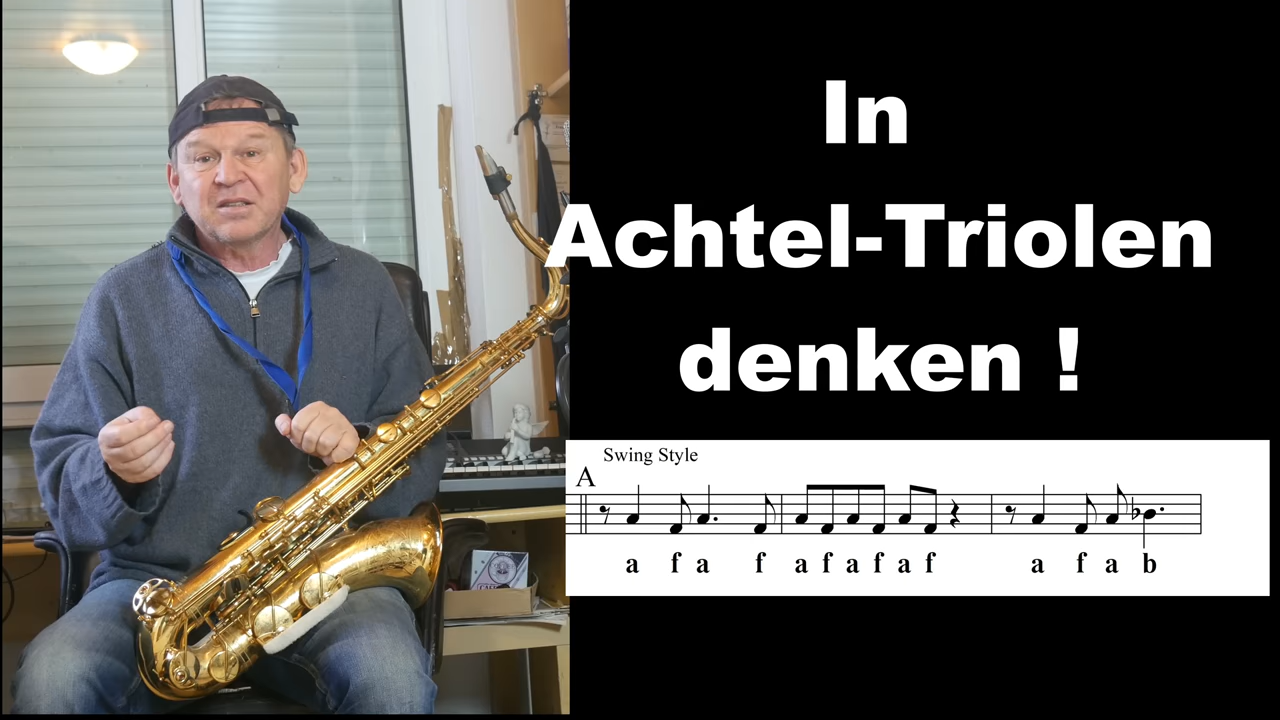 In
Achtel-Triolen
denken !
Swing Style
A
a f a f a f a f a f a f a b